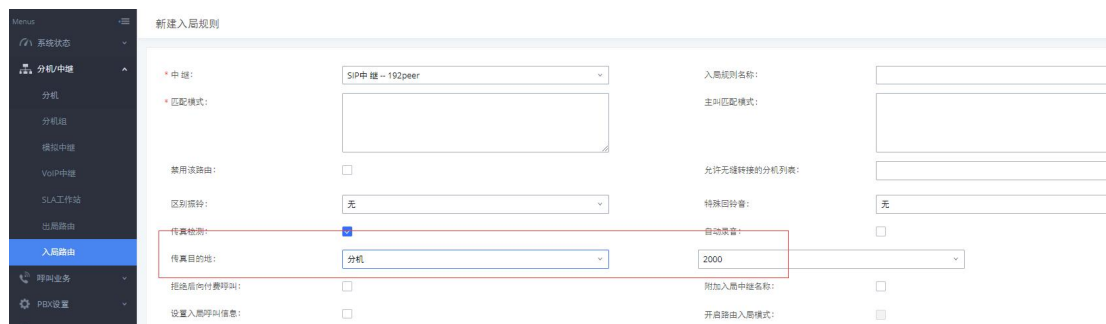 Menus
新建入局规则
系统状态
分机/中继
分机
分机组
模拟中继
VoIP中继
SLA工作站
出局路由
入局路由
呼叫业务
PBX设置
* 中 继: SIP中 继 -- 192peer 入局规则名称:
* 匹配模式: 主叫匹配模式:
禁用该路由: 允许无缝转接的分机列表:
区别振铃: 无 特殊回铃音: 无
传真检测: 自动录音:
传真目的地: 分机 2000
拒绝后向付费呼叫: 附加入局中继名称:
设置入局呼叫信息: 开启路由入局模式: